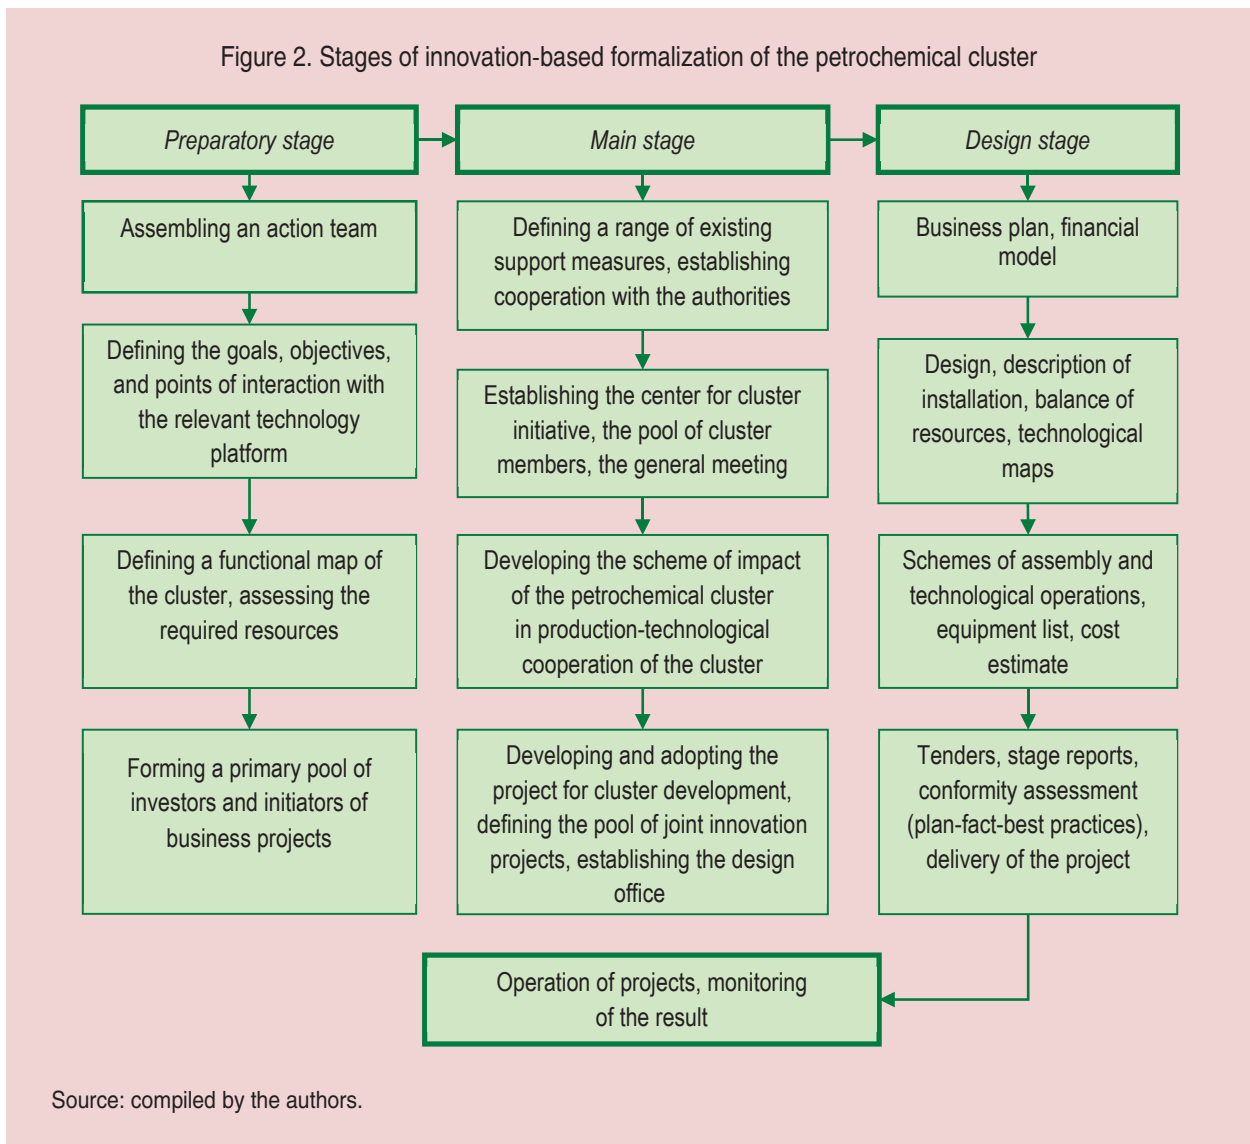 Figure 2. Stages of innovation-based formalization of the petrochemical cluster
Preparatory stage
Main stage
Design stage
Assembling an action team
Defining the goals, objectives,
and points of interaction with
the relevant technology
platform
Defining a functional map of
the cluster, assessing the
required resources
Forming a primary pool of
investors and initiators of
business projects
Defining a range of existing
support measures, establishing
cooperation with the authorities
Establishing the center for cluster
initiative, the pool of cluster
members, the general meeting
Developing the scheme of impact
of the petrochemical cluster
in production-technological
cooperation of the cluster
Developing and adopting the
project for cluster development,
defining the pool of joint innovation
projects, establishing the design
office
Business plan, financial
model
Design, description of
installation, balance of
resources, technological
maps
Schemes of assembly and
technological operations,
equipment list, cost
estimate
Tenders, stage reports,
conformity assessment
(plan-fact-best practices),
delivery of the project
Operation of projects, monitoring
of the result
Source: compiled by the authors.